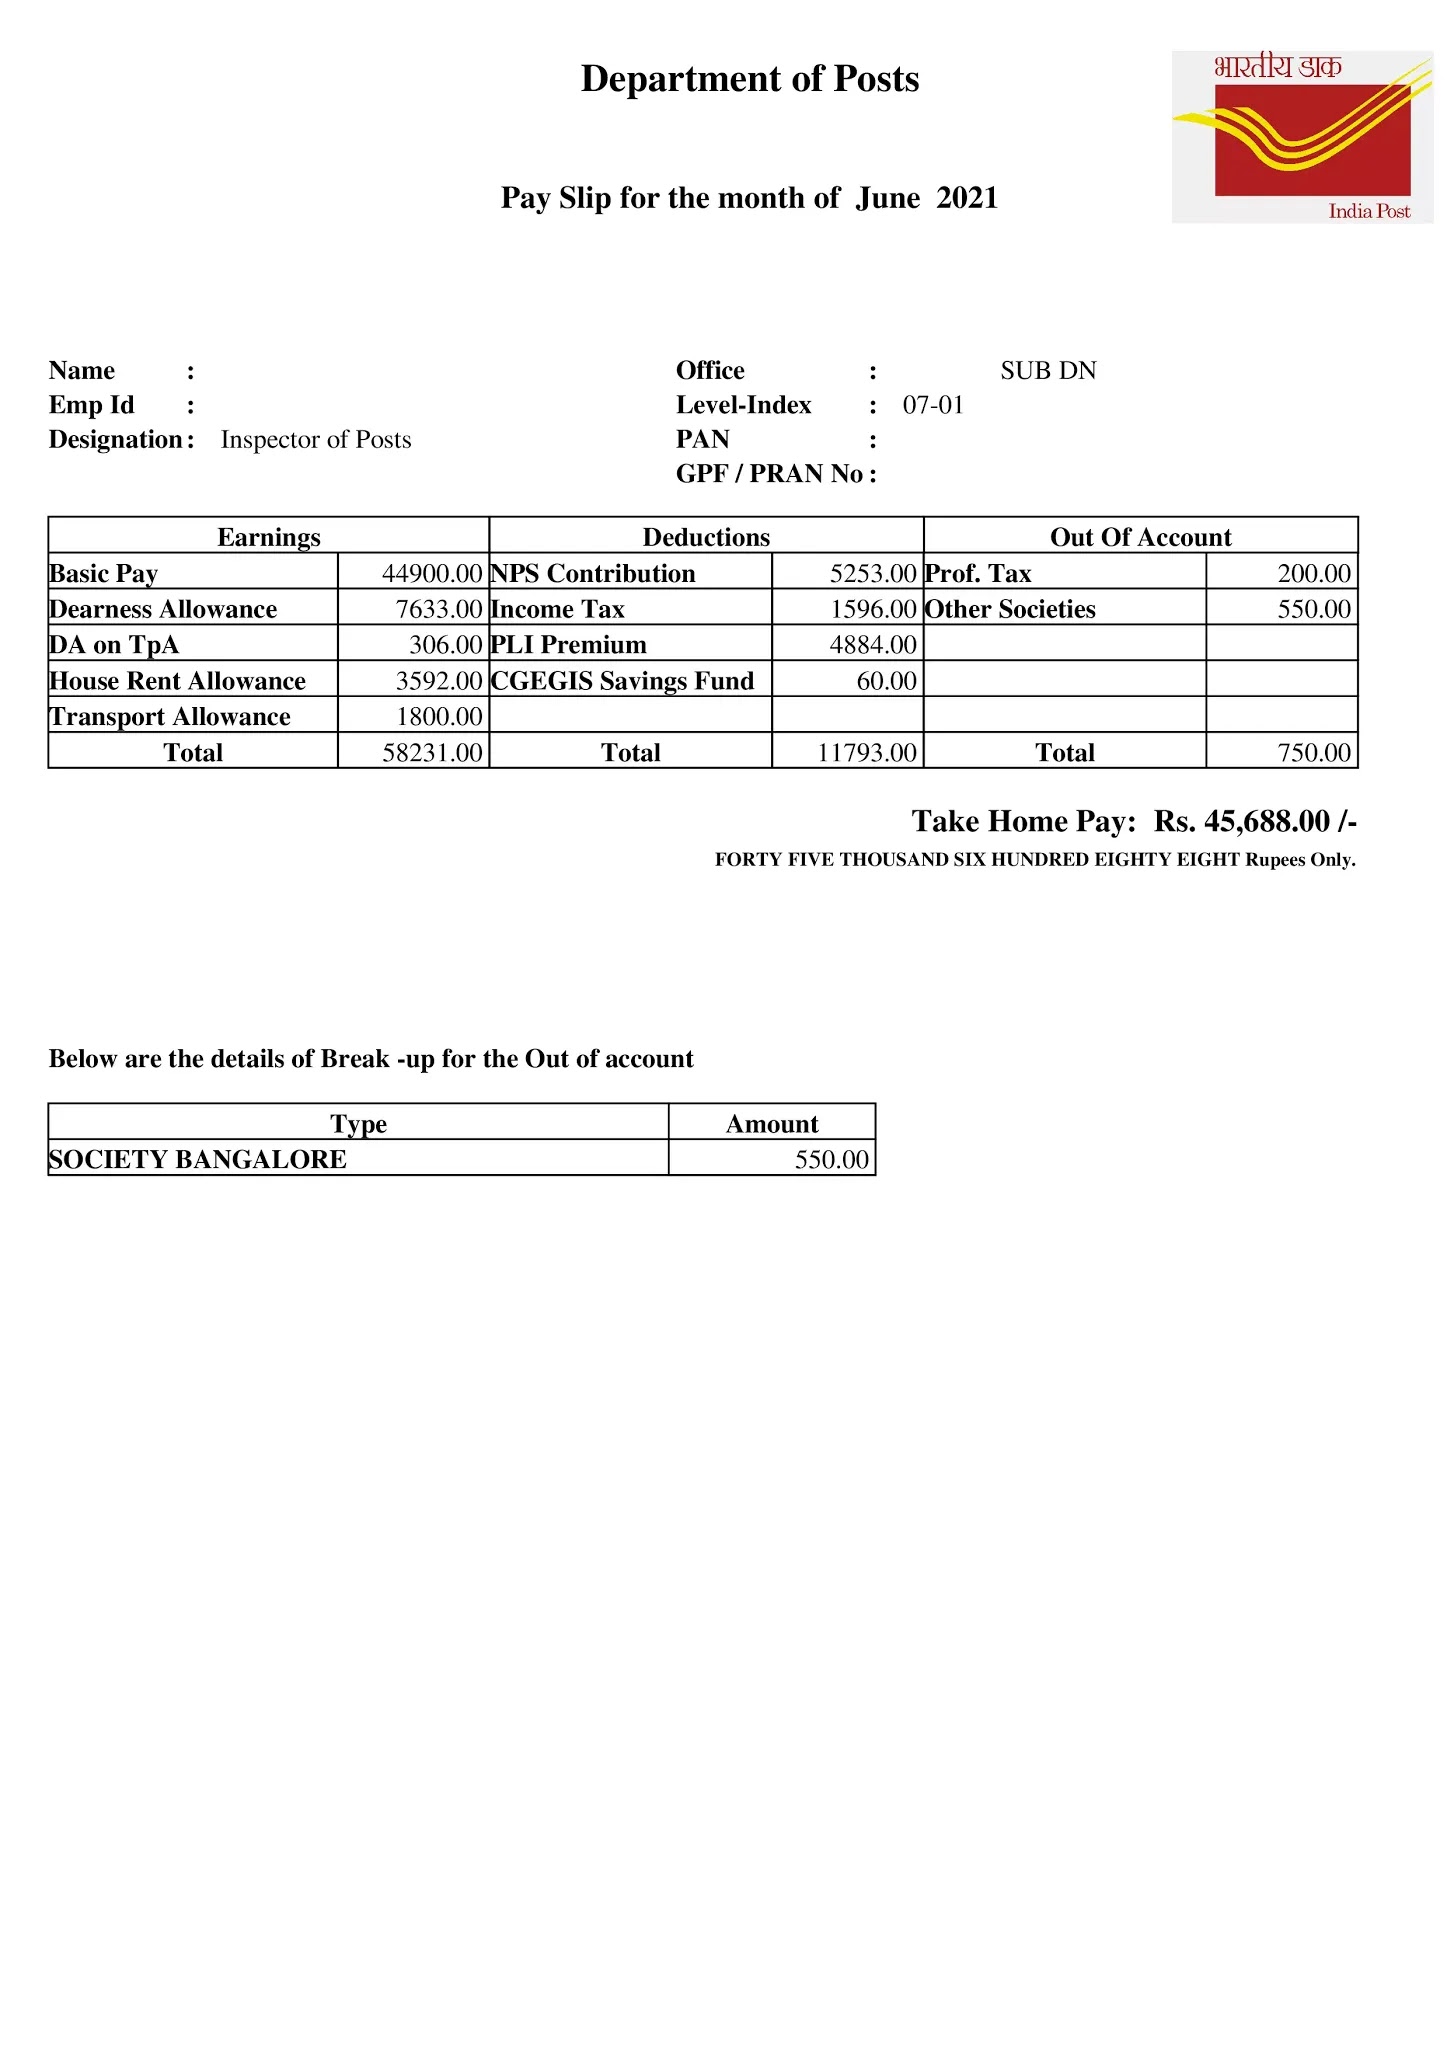 भारतीय डाक
Department of Posts
Pay Slip for the month of June 2021
India Post
Name : Office : SUB DN
Emp Id : Level-Index : 07-01
Designation : Inspector of Posts PAN :
GPF / PRAN No :
Earnings Deductions Out Of Account
Basic Pay 44900.00 NPS Contribution 5253.00 Prof. Tax 200.00
Dearness Allowance 7633.00 Income Tax 1596.00 Other Societies 550.00
DA on TpA 306.00 PLI Premium 4884.00
House Rent Allowance 3592.00 CGEGIS Savings Fund 60.00
Transport Allowance 1800.00
Total 58231.00 Total 11793.00 Total 750.00
Take Home Pay: Rs. 45,688.00 /-
FORTY FIVE THOUSAND SIX HUNDRED EIGHTY EIGHT Rupees Only.
Below are the details of Break -up for the Out of account
Type Amount
SOCIETY BANGALORE 550.00